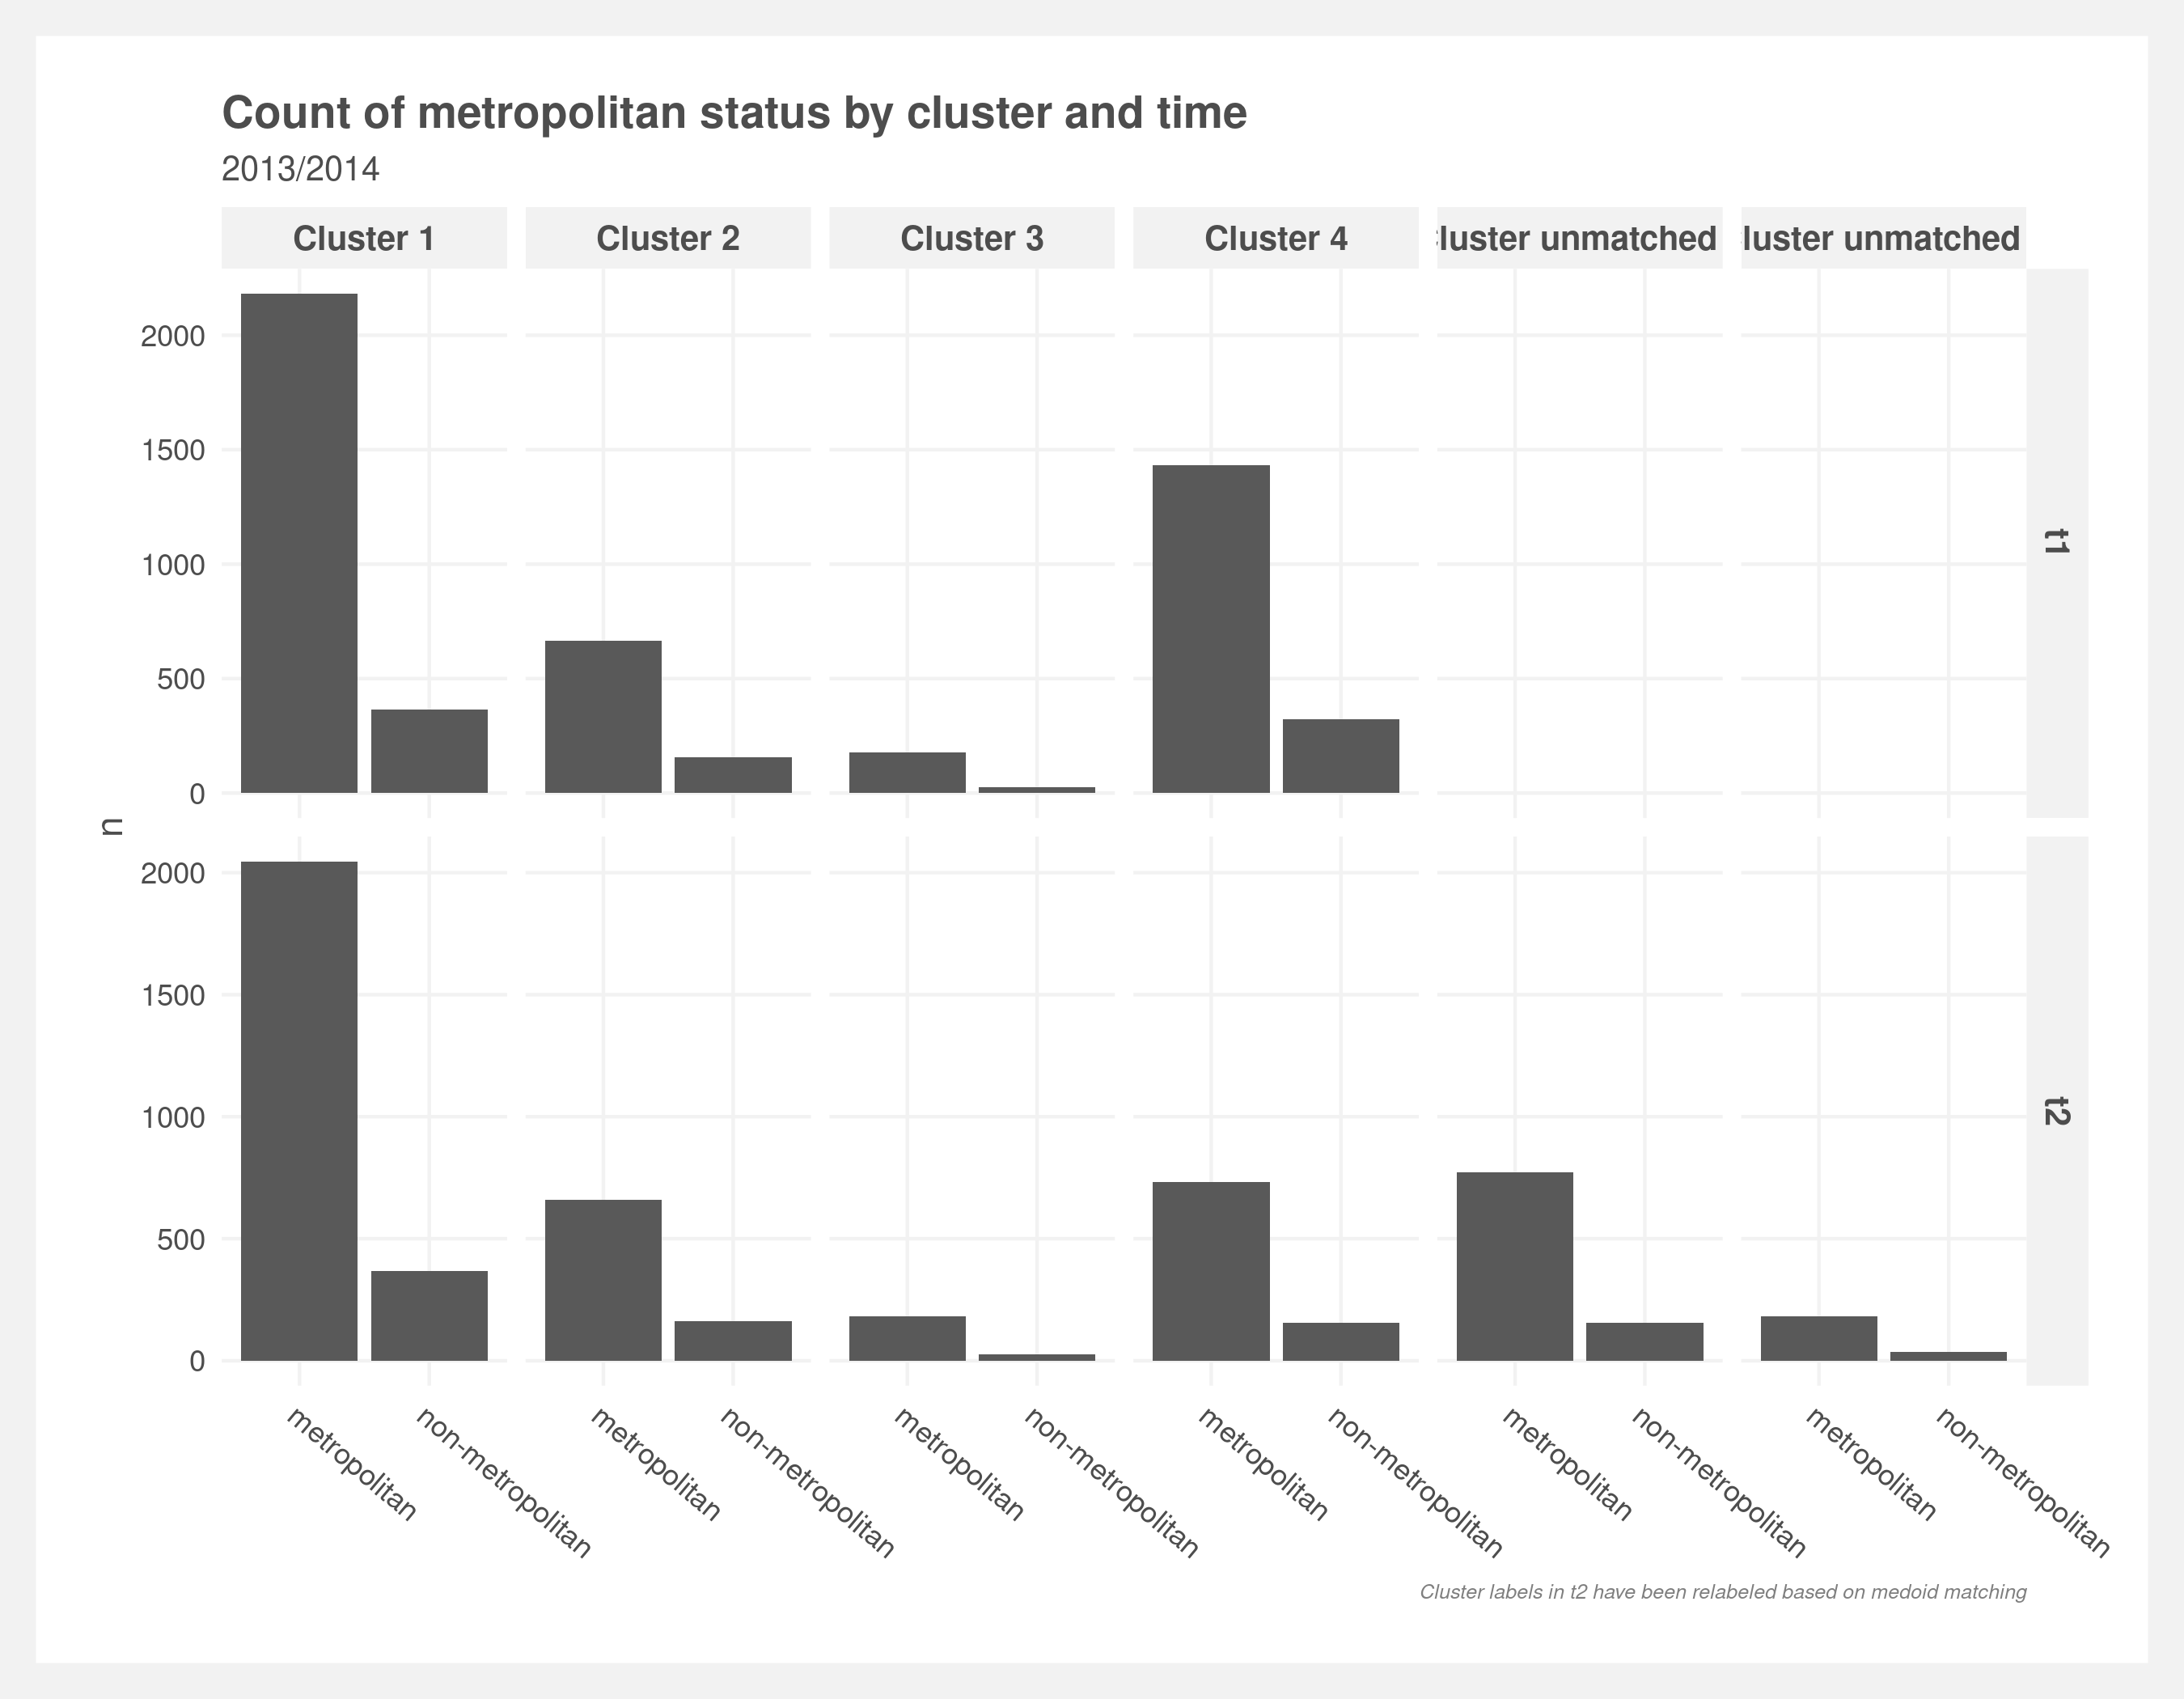 Count of metropolitan status by cluster and time
2013/2014
Cluster 1 Cluster 2 Cluster 3 Cluster 4 luster unmatched luster unmatched
2000
1500
1000
500
0
t1
n
2000
1500
1000
500
0
t2
metropolitan non-metropolitan metropolitan non-metropolitan metropolitan non-metropolitan metropolitan non-metropolitan metropolitan non-metropolitan metropolitan non-metropolitan
Cluster labels in t2 have been relabeled based on medoid matching